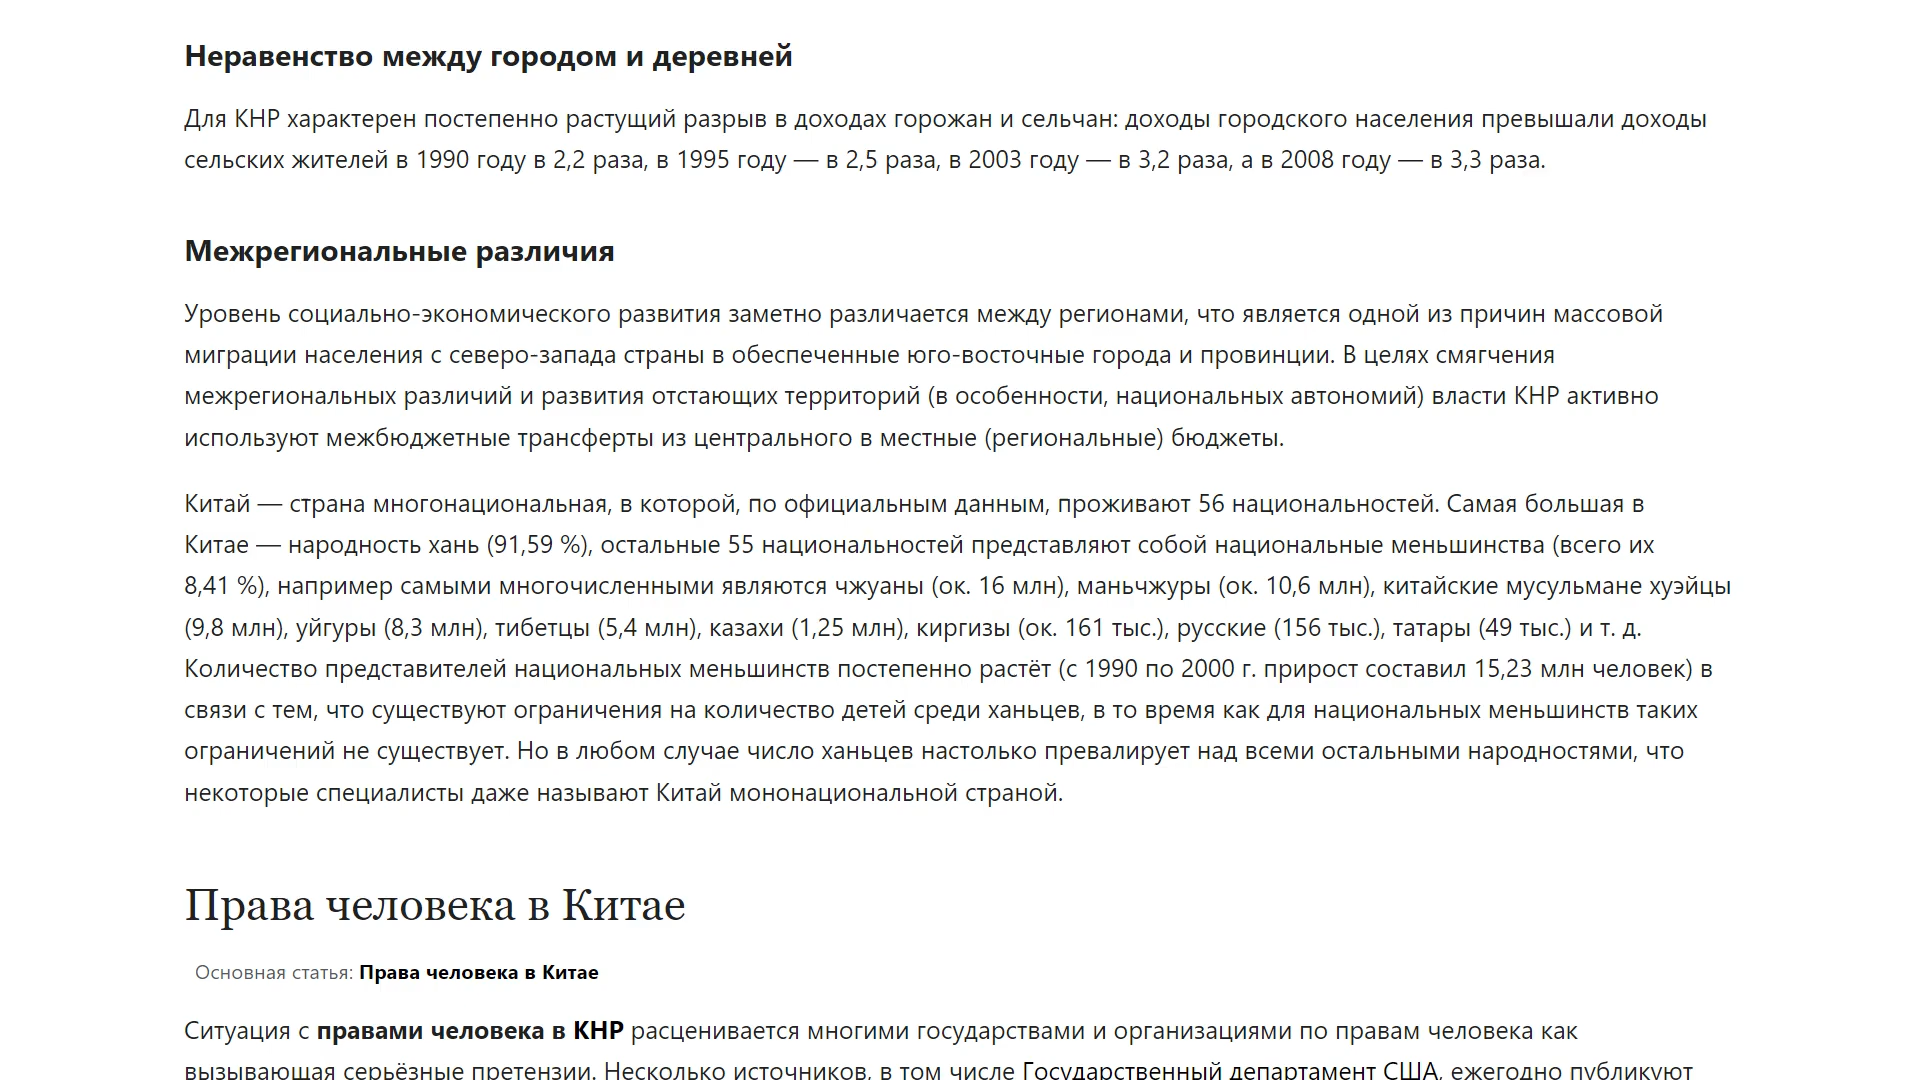 Неравенство между городом и деревней
Для КНР характерен постепенно растущий разрыв в доходах горожан и сельчан: доходы городского населения превышали доходы
сельских жителей в 1990 году в 2,2 раза, в 1995 году — в 2,5 раза, в 2003 году — в 3,2 раза, а в 2008 году — в 3,3 раза.
Межрегиональные различия
Уровень социально-экономического развития заметно различается между регионами, что является одной из причин массовой
миграции населения с северо-запада страны в обеспеченные юго-восточные города и провинции. В целях смягчения
межрегиональных различий и развития отстающих территорий (в особенности, национальных автономий) власти КНР активно
используют межбюджетные трансферты из центрального в местные (региональные) бюджеты.
Китай — страна многонациональная, в которой, по официальным данным, проживают 56 национальностей. Самая большая в
Китае — народность хань (91,59 %), остальные 55 национальностей представляют собой национальные меньшинства (всего их
8,41 %), например самыми многочисленными являются чжуаны (ок. 16 млн), маньчжуры (ок. 10,6 млн), китайские мусульмане хуэйцы
(9,8 млн), уйгуры (8,3 млн), тибетцы (5,4 млн), казахи (1,25 млн), киргизы (ок. 161 тыс.), русские (156 тыс.), татары (49 тыс.) и т. д.
Количество представителей национальных меньшинств постепенно растёт (с 1990 по 2000 г. прирост составил 15,23 млн человек) в
связи с тем, что существуют ограничения на количество детей среди ханьцев, в то время как для национальных меньшинств таких
ограничений не существует. Но в любом случае число ханьцев настолько превалирует над всеми остальными народностями, что
некоторые специалисты даже называют Китай мононациональной страной.
Права человека в Китае
Основная статья: Права человека в Китае
Ситуация с правами человека в КНР расценивается многими государствами и организациями по правам человека как
вызывающая серьёзные претензии. Несколько источников, в том числе Государственный департамент США, ежегодно публикуют